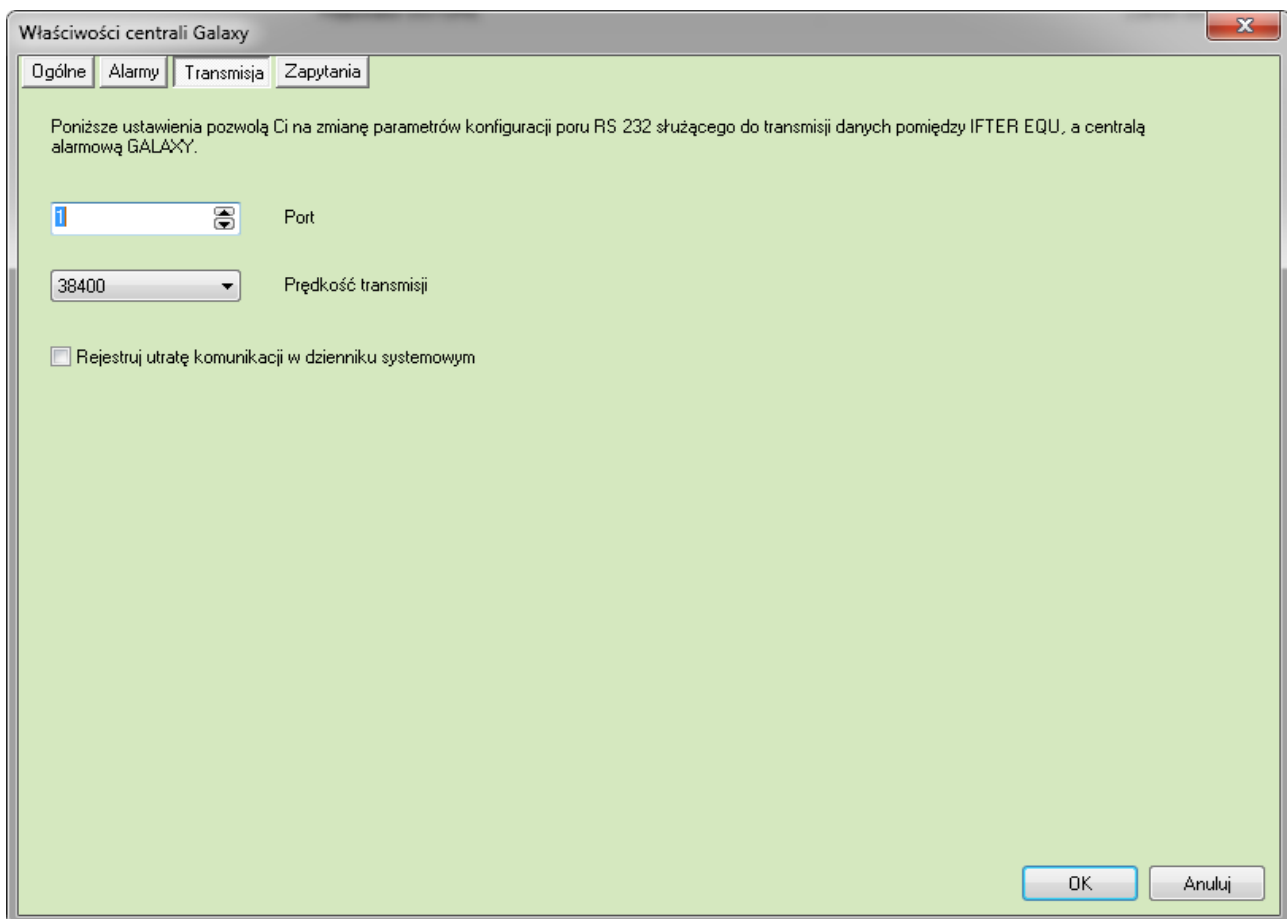 Właściwości centrali Galaxy
Ogólne Alarmy Transmisja Zapytania
Poniższe ustawienia pozwolą Ci na zmianę parametrów konfiguracji poru RS 232 służącego do transmisji danych pomiędzy IFTER EQU, a centralą
alarmową GALAXY.
1 Port
38400 Prędkość transmisji
Rejestruj utratę komunikacji w dzienniku systemowym
OK Anuluj